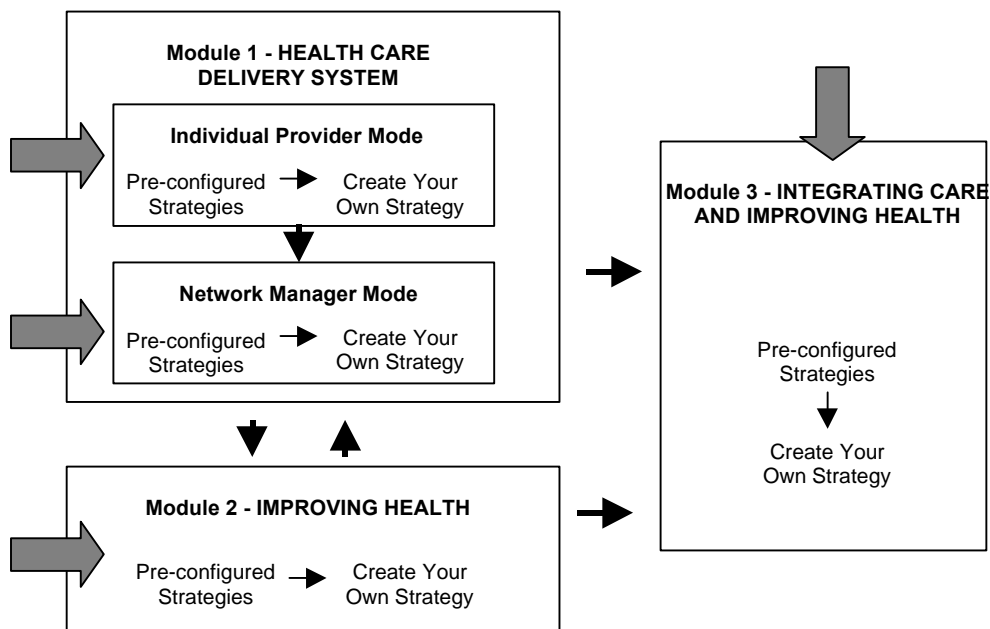 Module 1 - HEALTH CARE
DELIVERY SYSTEM
Individual Provider Mode
Pre-configured
Strategies
Create Your
Own Strategy
Network Manager Mode
Pre-configured
Strategies
Create Your
Own Strategy
Module 2 - IMPROVING HEALTH
Pre-configured
Strategies
Create Your
Own Strategy
Module 3 - INTEGRATING CARE
AND IMPROVING HEALTH
Pre-configured
Strategies
Create Your
Own Strategy